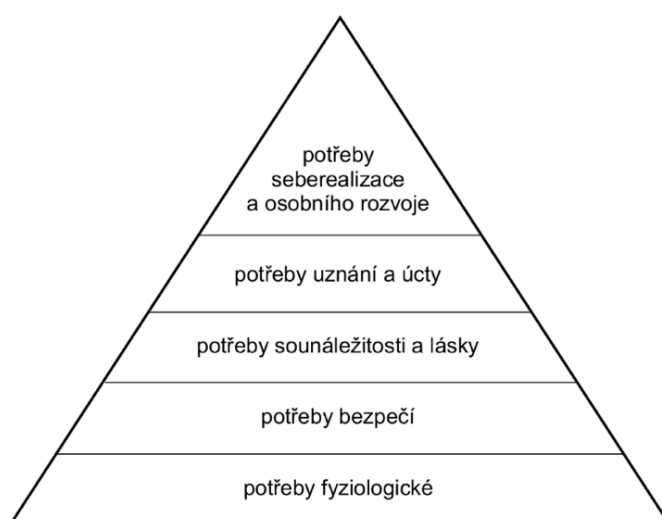 potřeby
seberealizace
a osobního rozvoje
potřeby uznání a úcty
potřeby sounáležitosti a lásky
potřeby bezpečí
potřeby fyziologické